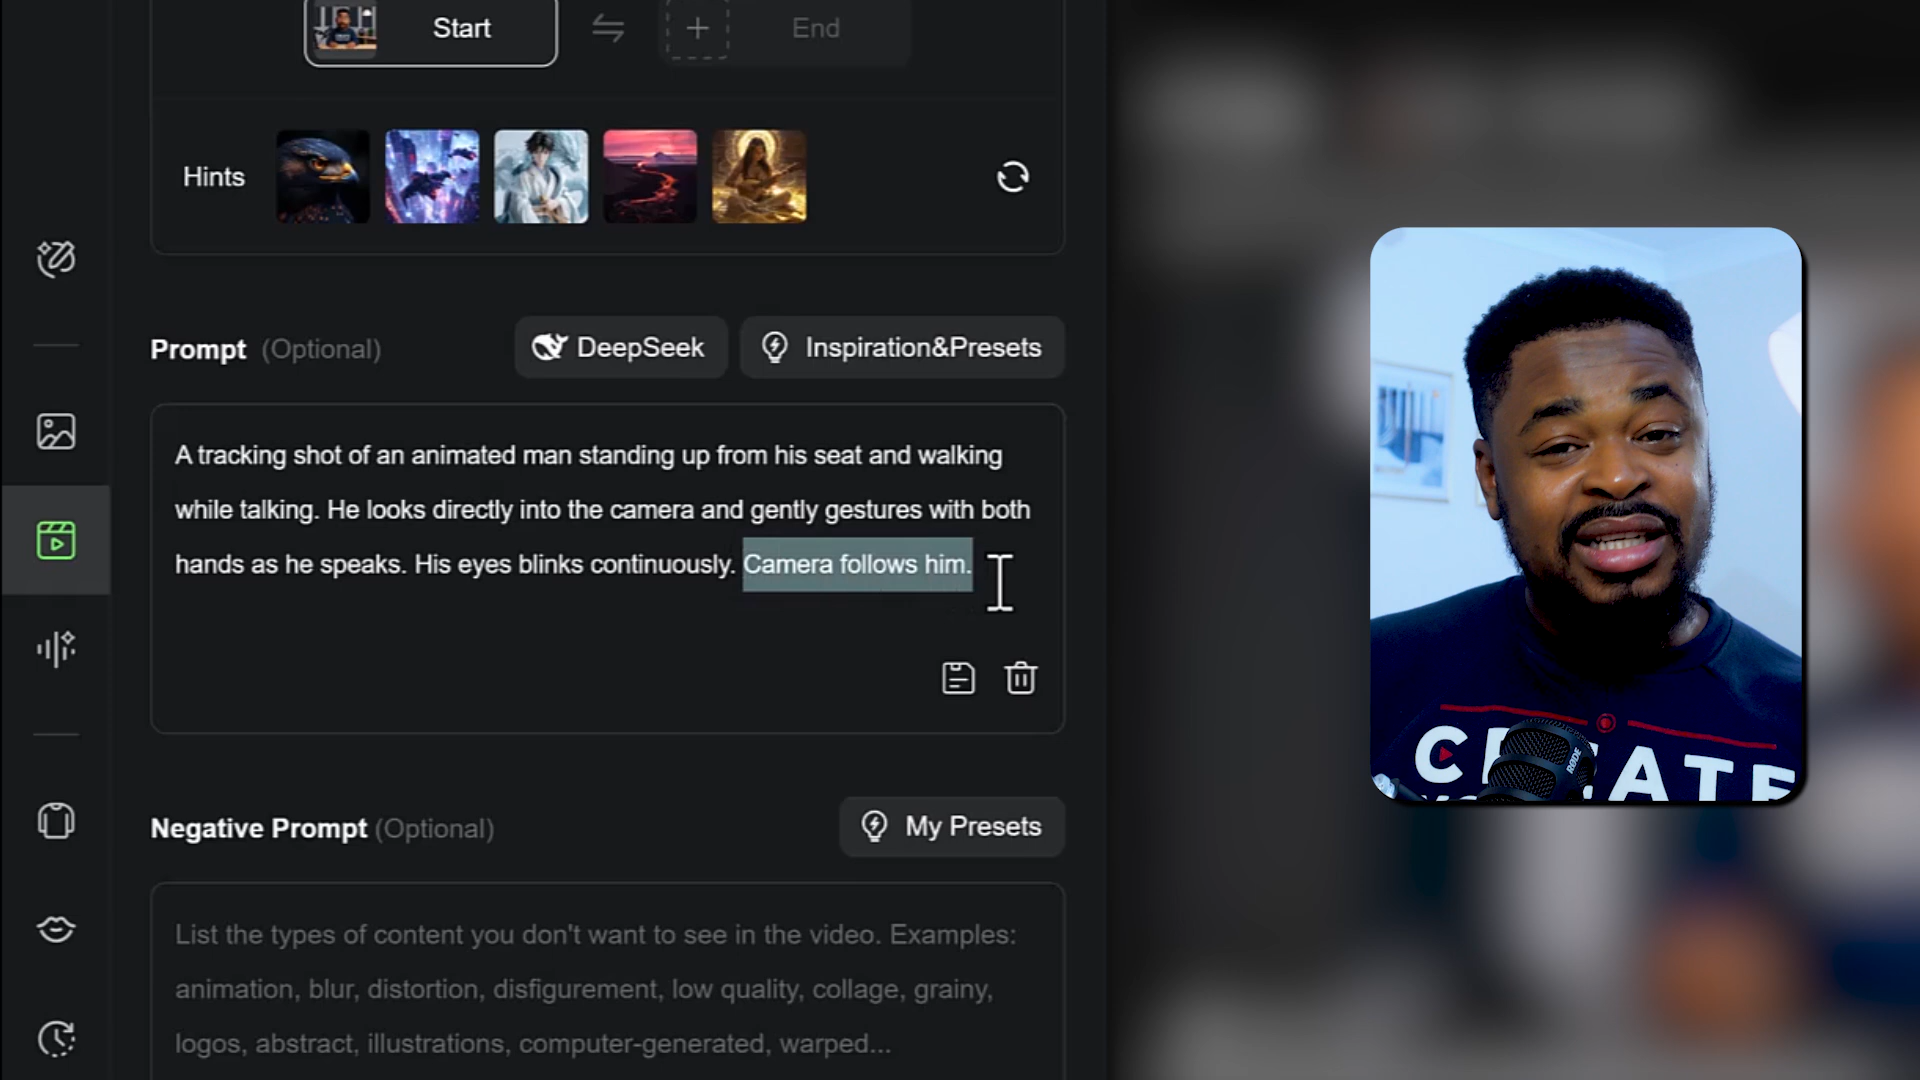 Start
End
Hints
Prompt (Optional)
DeepSeek
Inspiration&Presets
A tracking shot of an animated man standing up from his seat and walking
while talking. He looks directly into the camera and gently gestures with both
hands as he speaks. His eyes blinks continuously. Camera follows him.
Negative Prompt (Optional)
My Presets
List the types of content you don't want to see in the video. Examples:
animation, blur, distortion, disfigurement, low quality, collage, grainy,
logos, abstract, illustrations, computer-generated, warped...
RØDE